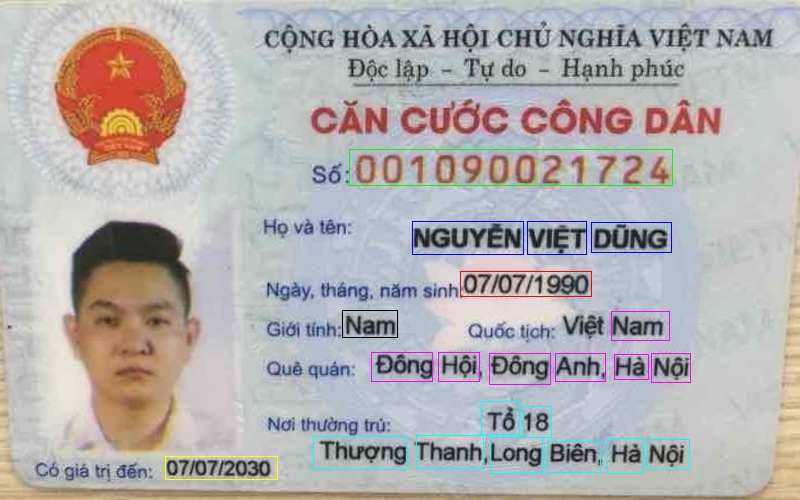 CỘNG HÒA XÃ HỘI CHỦ NGHĨA VIỆT NAM
Độc lập - Tự do - Hạnh phúc
CĂN CƯỚC CÔNG DÂN
Số: 001090021724
Họ và tên: NGUYỄN VIỆT DŨNG
Ngày, tháng, năm sinh: 07/07/1990
Giới tính: Nam Quốc tịch: Việt Nam
Quê quán: Đông Hội, Đông Anh, Hà Nội
Nơi thường trú: Tổ 18
Thượng Thanh, Long Biên, Hà Nội
Có giá trị đến: 07/07/2030